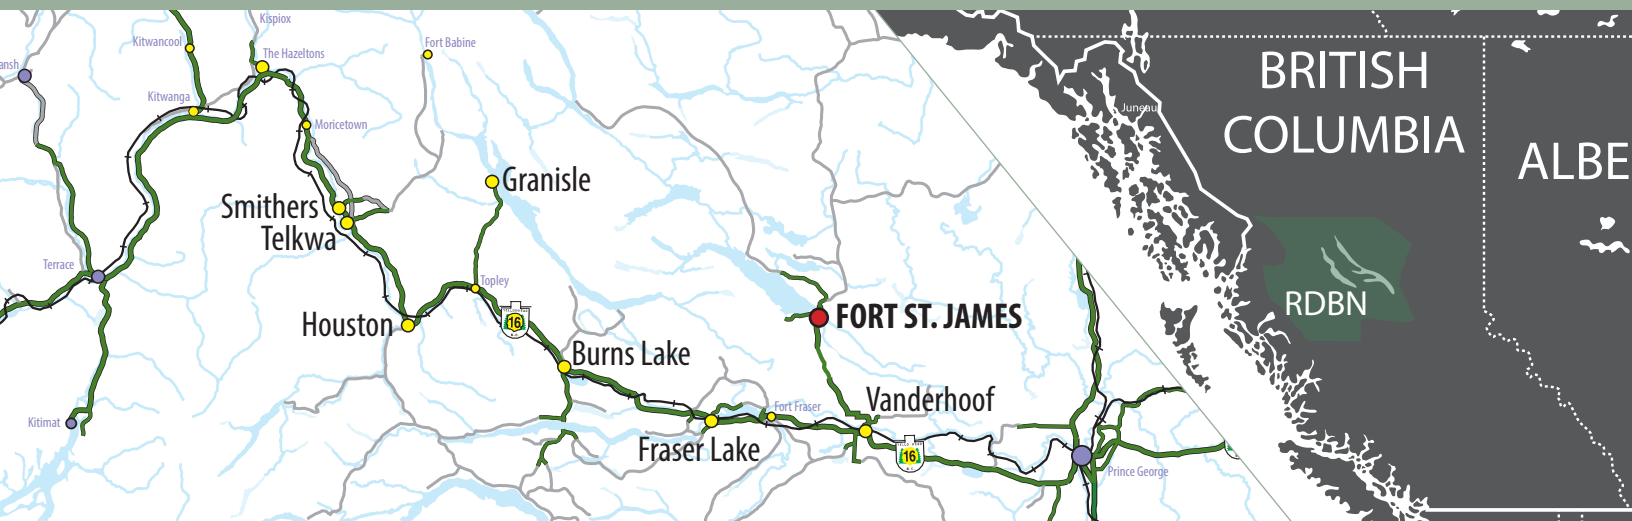 Kispiox
Kitwancool
Fort Babine
The Hazeltons
ansh
Kitwanga
Moricetown
Granisle
Smithers
Telkwa
Terrace
Topley
Houston
16
FORT ST. JAMES
Burns Lake
Vanderhoof
Fort Fraser
Kitimat
Fraser Lake
16
Prince George
BRITISH
COLUMBIA
Juneau
ALBE
RDBN